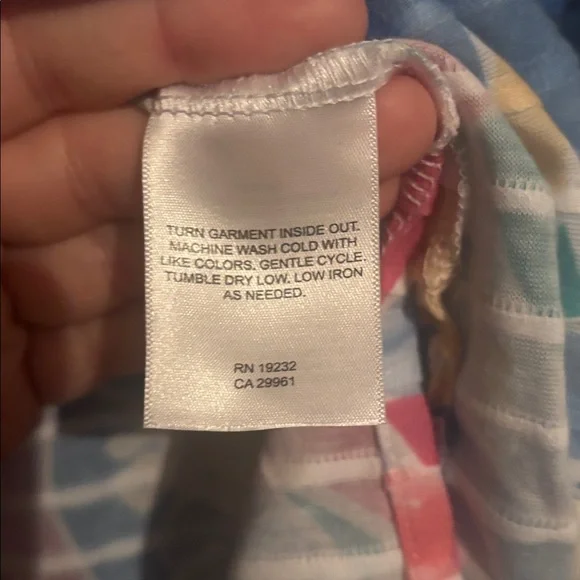 TURN GARMENT INSIDE OUT.
MACHINE WASH COLD WITH
LIKE COLORS. GENTLE CYCLE.
TUMBLE DRY LOW. LOW IRON
AS NEEDED.
RN 19232
CA 29961